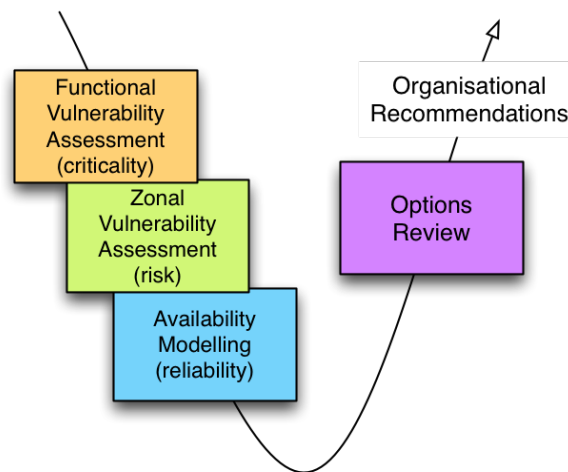 Functional
Vulnerability
Assessment
(criticality)
Zonal
Vulnerability
Assessment
(risk)
Availability
Modelling
(reliability)
Organisational
Recommendations
Options
Review